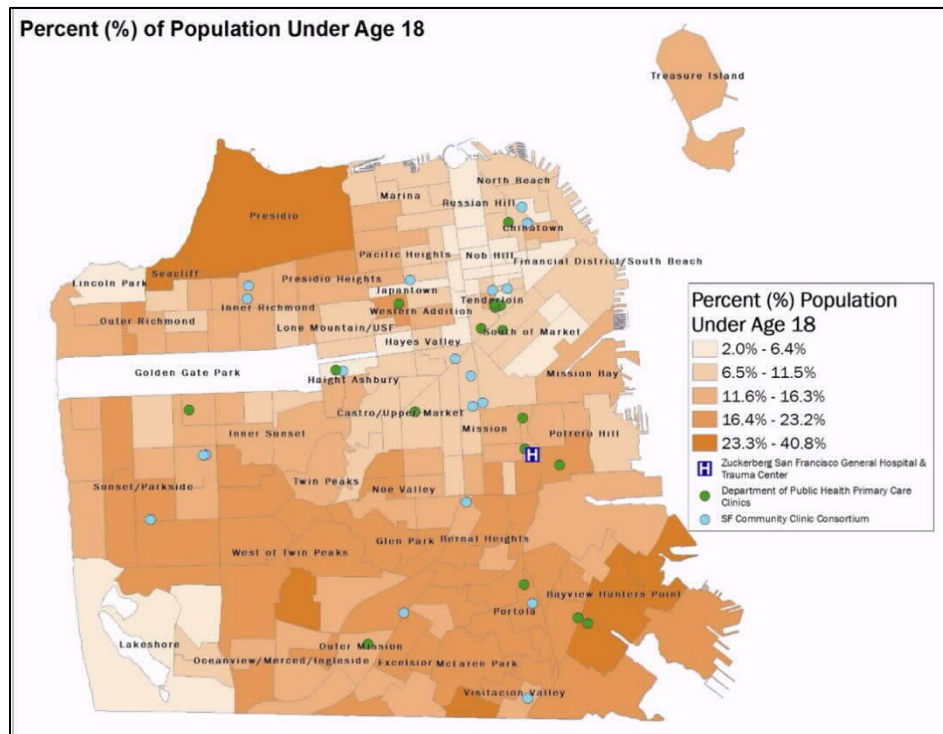 Percent (%) of Population Under Age 18
Treasure Island
North Beach
Marina
Russian Hill
Presidio
Chinatown
Pacific Heights
Nob Hill
Financial District/South Beach
Seacliff
Lincoln Park
Presidio Heights
Japantown
Tenderloin
Inner Richmond
Western Addition
Outer Richmond
Lone Mountain/USF
South of Market
Hayes Valley
Golden Gate Park
Haight Ashbury
Mission Bay
Castro/Upper Market
Inner Sunset
Mission
Potrero Hill
Twin Peaks
Sunset/Parkside
Noe Valley
Glen Park
Bernal Heights
West of Twin Peaks
Bayview Hunters Point
Portola
Lakeshore
Outer Mission
Oceanview/Merced/Ingleside
Excelsior
McLaren Park
Visitacion Valley
Percent (%) Population
Under Age 18
2.0% - 6.4%
6.5% - 11.5%
11.6% - 16.3%
16.4% - 23.2%
23.3% - 40.8%
H
H Zuckerberg San Francisco General Hospital &
Trauma Center
Department of Public Health Primary Care
Clinics
SF Community Clinic Consortium